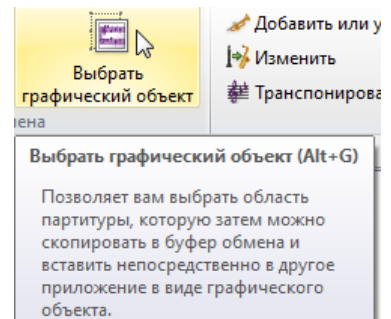 Добавить или у
Выбрать
графический объект
Изменить
Транспонирова
ена
Выбрать графический объект (Alt+G)
Позволяет вам выбрать область
партитуры, которую затем можно
скопировать в буфер обмена и
вставить непосредственно в другое
приложение в виде графического
объекта.